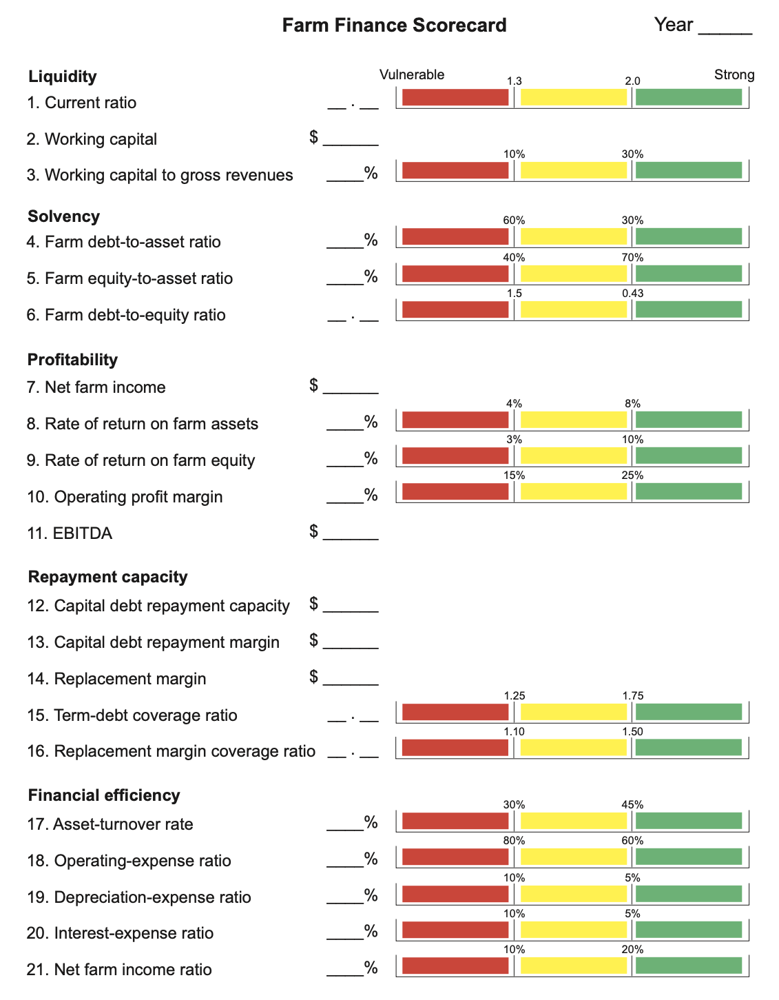 Farm Finance Scorecard Year _____
Liquidity
Vulnerable 1.3 2.0 Strong
1. Current ratio __ . __
2. Working capital $ ______
10% 30%
3. Working capital to gross revenues ____%
Solvency
60% 30%
4. Farm debt-to-asset ratio ____%
40% 70%
5. Farm equity-to-asset ratio ____%
1.5 0.43
6. Farm debt-to-equity ratio __ . __
Profitability
7. Net farm income $ ______
4% 8%
8. Rate of return on farm assets ____%
3% 10%
9. Rate of return on farm equity ____%
15% 25%
10. Operating profit margin ____%
11. EBITDA $ ______
Repayment capacity
12. Capital debt repayment capacity $ ______
13. Capital debt repayment margin $ ______
14. Replacement margin $ ______
1.25 1.75
15. Term-debt coverage ratio __ . __
1.10 1.50
16. Replacement margin coverage ratio __ . __
Financial efficiency
30% 45%
17. Asset-turnover rate ____%
80% 60%
18. Operating-expense ratio ____%
10% 5%
19. Depreciation-expense ratio ____%
10% 5%
20. Interest-expense ratio ____%
10% 20%
21. Net farm income ratio ____%